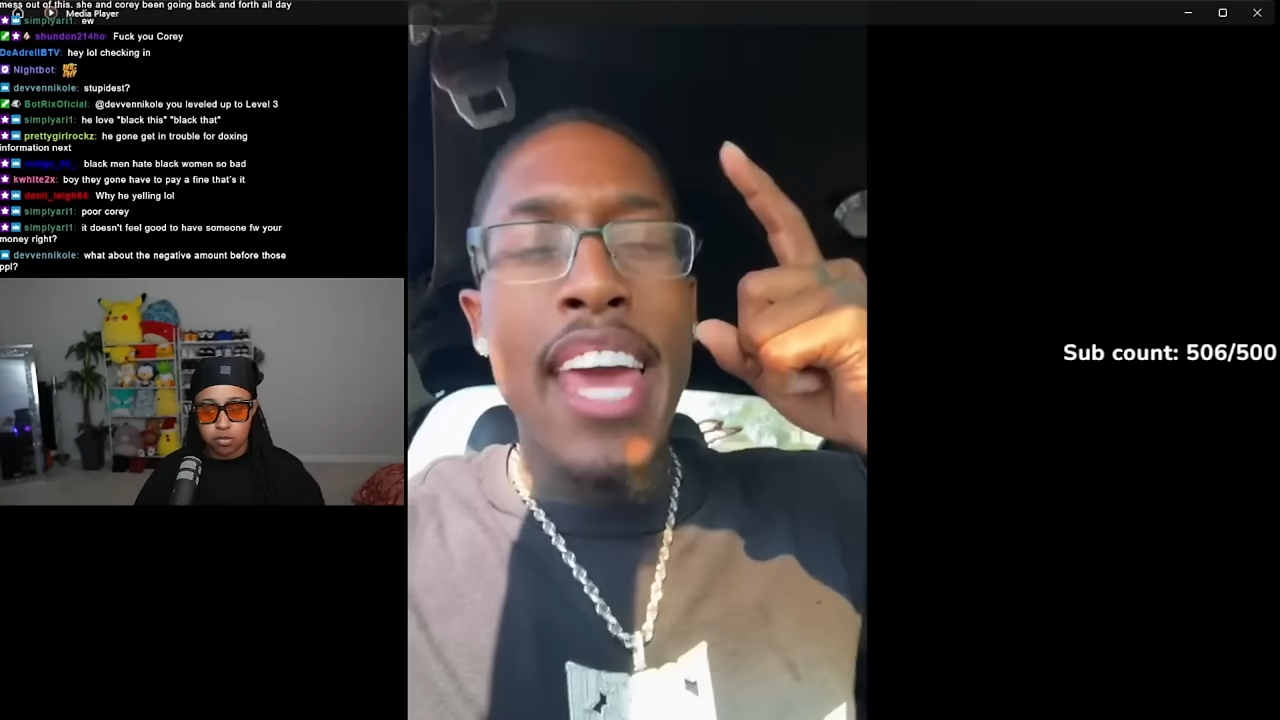 mess out of this. she and corey been going back and forth all day
Media Player
simplyari1: ew
shundon214ho: Fuck you Corey
DeAdrellBTV: hey lol checking in
Nightbot:
devvennikole: stupidest?
BotRixOficial: @devvennikole you leveled up to Level 3
simplyari1: he love "black this" "black that"
prettygirlrockz: he gone get in trouble for doxing
information next
black men hate black women so bad
kwhite2x: boy they gone have to pay a fine that's it
Why he yelling lol
simplyari1: poor corey
simplyari1: it doesn't feel good to have someone fw your
money right?
devvennikole: what about the negative amount before those
ppl?
Sub count: 506/500